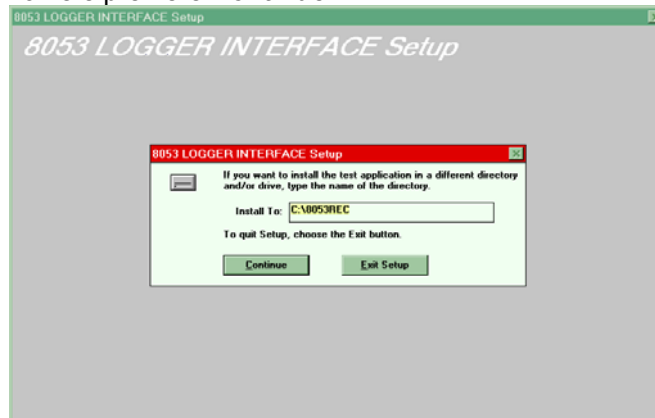 8053 LOGGER INTERFACE Setup
8053 LOGGER INTERFACE Setup
8053 LOGGER INTERFACE Setup
If you want to install the test application in a different directory
and/or drive, type the name of the directory.
Install To: C:\8053REC
To quit Setup, choose the Exit button.
Continue Exit Setup